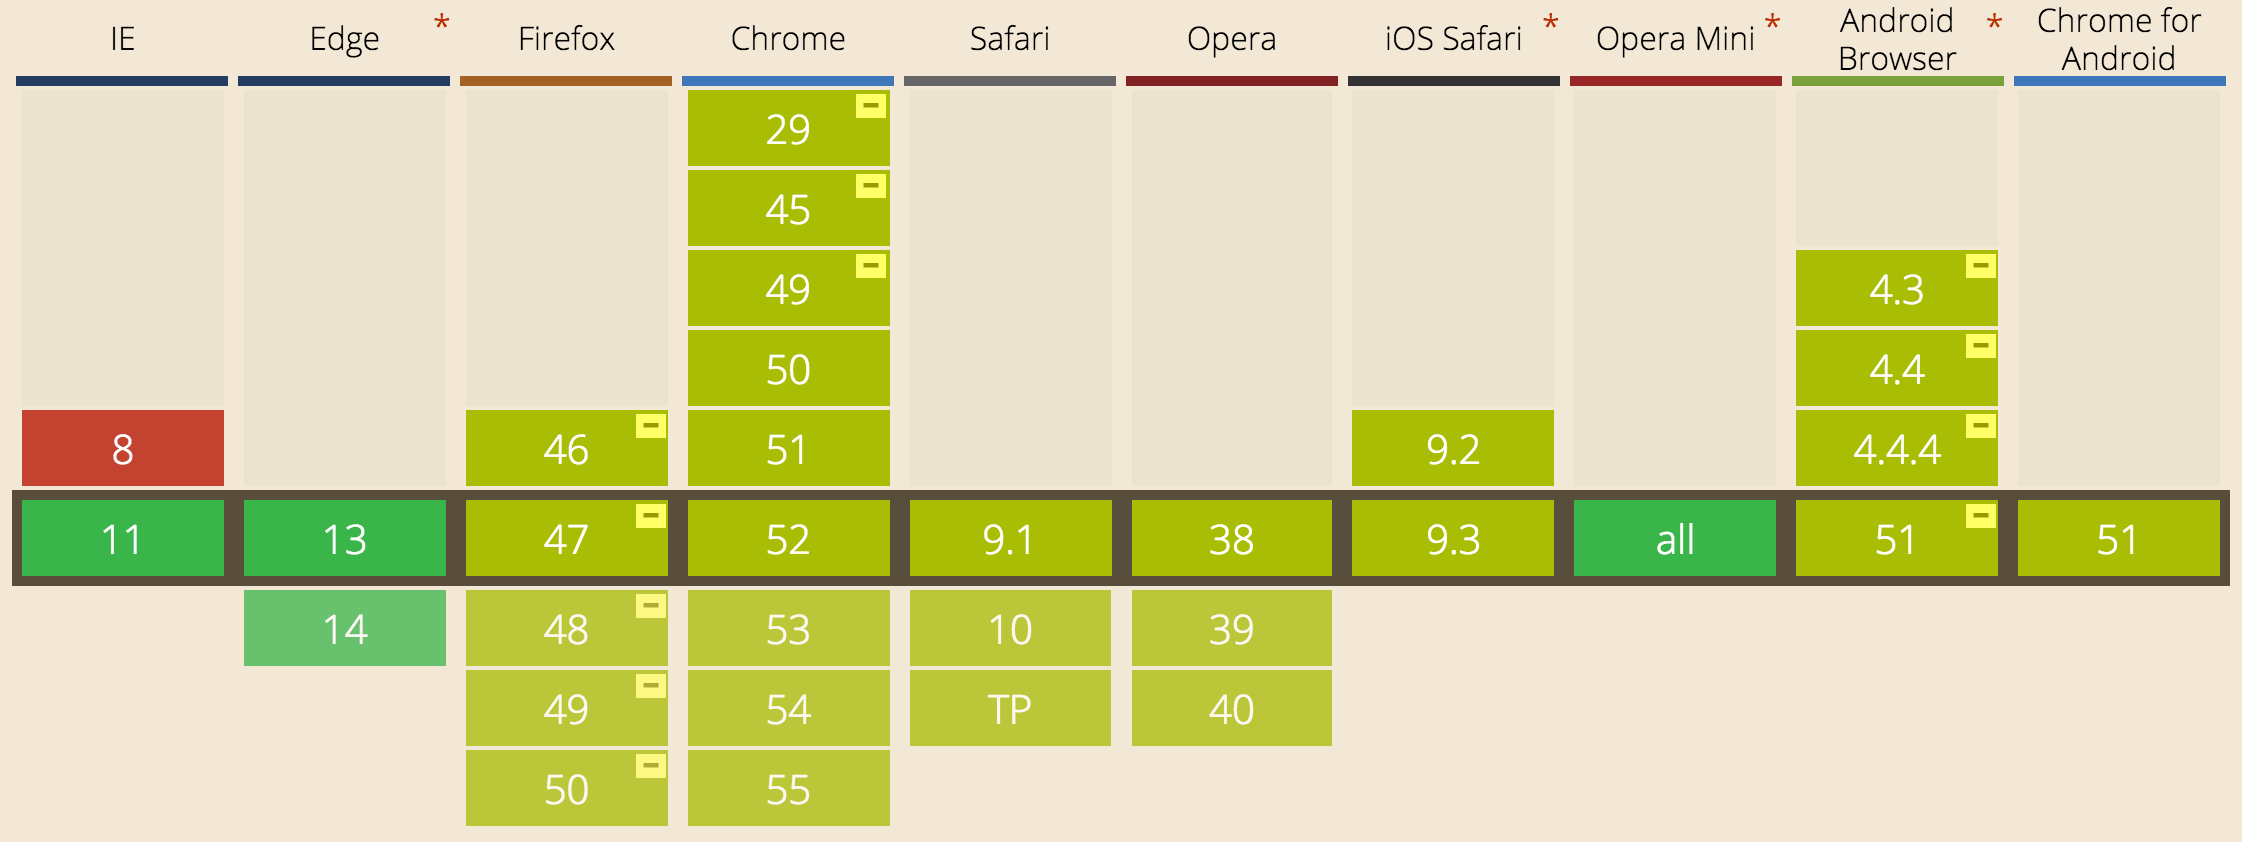 IE Edge * Firefox Chrome Safari Opera iOS Safari * Opera Mini * Android Browser * Chrome for Android
29 -
45 -
49 - 4.3 -
50 4.4 -
8 46 - 51 9.2 4.4.4 -
11 13 47 - 52 9.1 38 9.3 all 51 - 51
14 48 - 53 10 39
49 - 54 TP 40
50 - 55